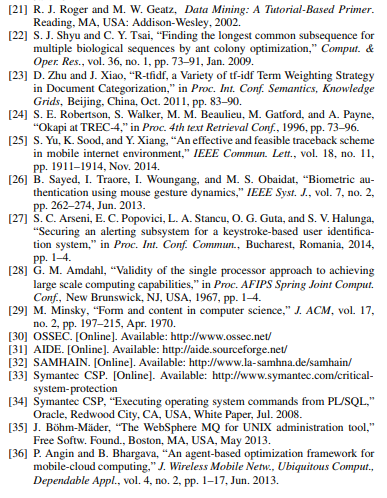 [21] R. J. Roger and M. W. Geatz, Data Mining: A Tutorial-Based Primer.
Reading, MA, USA: Addison-Wesley, 2002.
[22] S. J. Shyu and C. Y. Tsai, “Finding the longest common subsequence for
multiple biological sequences by ant colony optimization,” Comput. &
Oper. Res., vol. 36, no. 1, pp. 73–91, Jan. 2009.
[23] D. Zhu and J. Xiao, “R-tfidf, a Variety of tf-idf Term Weighting Strategy
in Document Categorization,” in Proc. Int. Conf. Semantics, Knowledge
Grids, Beijing, China, Oct. 2011, pp. 83–90.
[24] S. E. Robertson, S. Walker, M. M. Beaulieu, M. Gatford, and A. Payne,
“Okapi at TREC-4,” in Proc. 4th text Retrieval Conf., 1996, pp. 73–96.
[25] S. Yu, K. Sood, and Y. Xiang, “An effective and feasible traceback scheme
in mobile internet environment,” IEEE Commun. Lett., vol. 18, no. 11,
pp. 1911–1914, Nov. 2014.
[26] B. Sayed, I. Traore, I. Woungang, and M. S. Obaidat, “Biometric au-
thentication using mouse gesture dynamics,” IEEE Syst. J., vol. 7, no. 2,
pp. 262–274, Jun. 2013.
[27] S. C. Arseni, E. C. Popovici, L. A. Stancu, O. G. Guta, and S. V. Halunga,
“Securing an alerting subsystem for a keystroke-based user identifica-
tion system,” in Proc. Int. Conf. Commun., Bucharest, Romania, 2014,
pp. 1–4.
[28] G. M. Amdahl, “Validity of the single processor approach to achieving
large scale computing capabilities,” in Proc. AFIPS Spring Joint Comput.
Conf., New Brunswick, NJ, USA, 1967, pp. 1–4.
[29] M. Minsky, “Form and content in computer science,” J. ACM, vol. 17,
no. 2, pp. 197–215, Apr. 1970.
[30] OSSEC. [Online]. Available: http://www.ossec.net/
[31] AIDE. [Online]. Available: http://aide.sourceforge.net/
[32] SAMHAIN. [Online]. Available: http://www.la-samhna.de/samhain/
[33] Symantec CSP. [Online]. Available: http://www.symantec.com/critical-
system-protection
[34] Symantec CSP, “Executing operating system commands from PL/SQL,”
Oracle, Redwood City, CA, USA, White Paper, Jul. 2008.
[35] J. Böhm-Mäder, “The WebSphere MQ for UNIX administration tool,”
Free Softw. Found., Boston, MA, USA, May 2013.
[36] P. Angin and B. Bhargava, “An agent-based optimization framework for
mobile-cloud computing,” J. Wireless Mobile Netw., Ubiquitous Comput.,
Dependable Appl., vol. 4, no. 2, pp. 1–17, Jun. 2013.